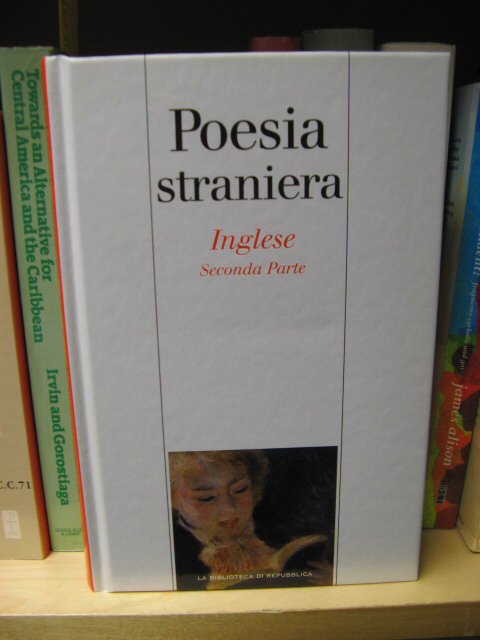 Towards an Alternative for
Central America and the Caribbean
Irvin and Gorostiaga
C.C.71
Poesia
straniera
Inglese
Seconda Parte
LA BIBLIOTECA DI REPUBBLICA
james alison